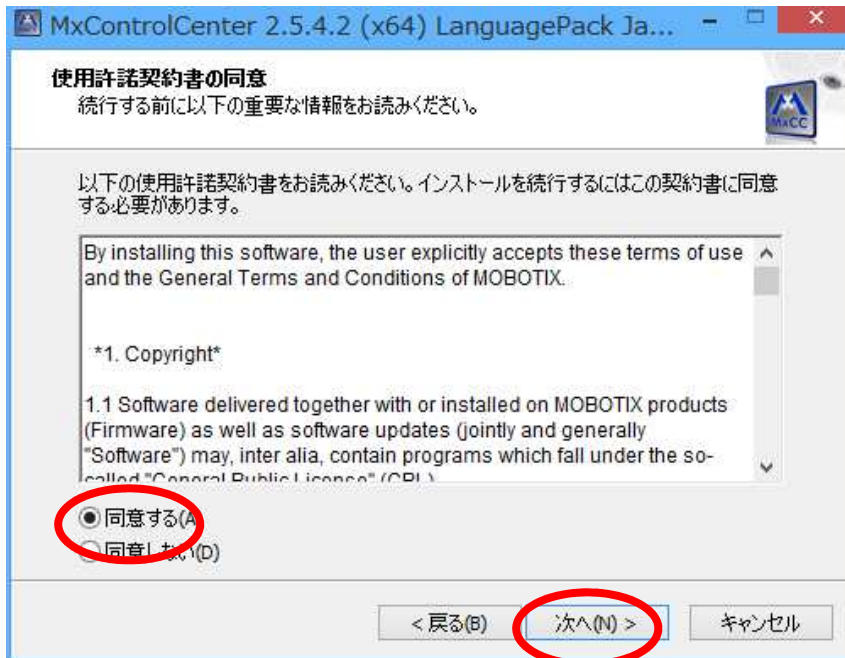 MxControlCenter 2.5.4.2 (x64) LanguagePack Ja...
使用許諾契約書の同意
続行する前に以下の重要な情報をお読みください。
MxCC
以下の使用許諾契約書をお読みください。インストールを続行するにはこの契約書に同意
する必要があります。
By installing this software, the user explicitly accepts these terms of use
and the General Terms and Conditions of MOBOTIX.
*1. Copyright*
1.1 Software delivered together with or installed on MOBOTIX products
(Firmware) as well as software updates (jointly and generally
"Software") may, inter alia, contain programs which fall under the so-
called "General Public License" (GPL)
同意する(A
同意しない(D)
< 戻る(B)
次へ(N) >
キャンセル